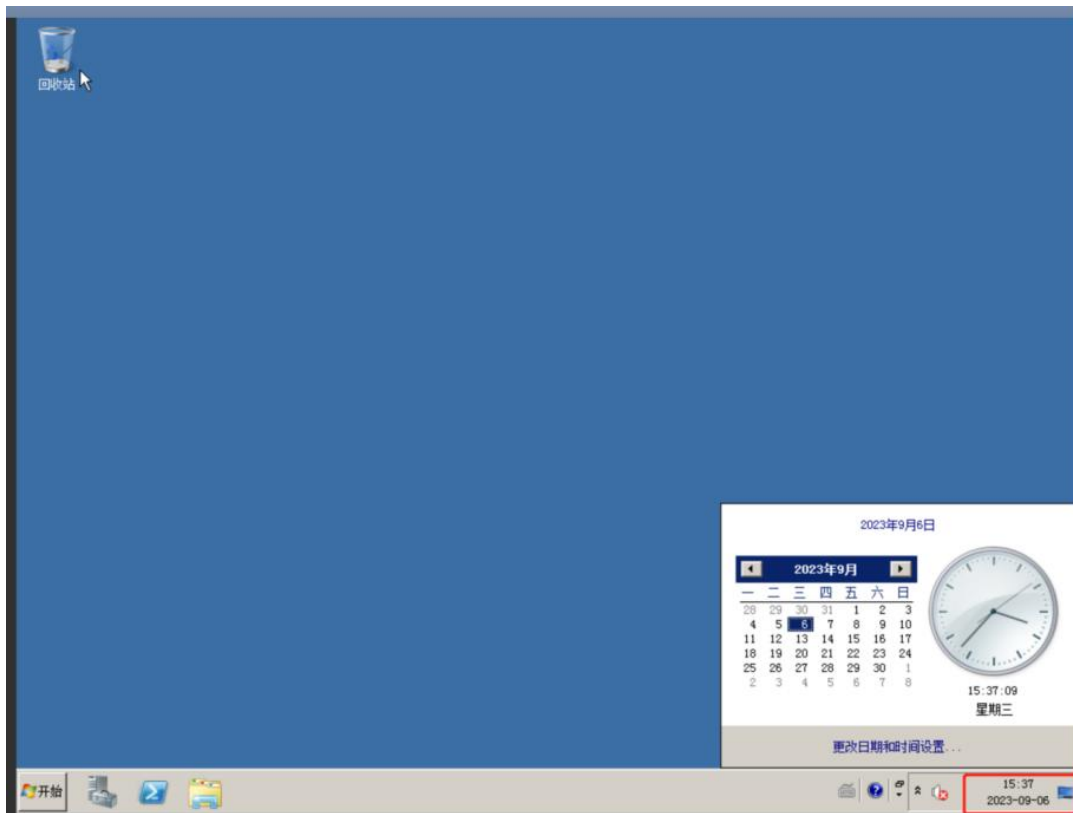 回收站
2023年9月6日
2023年9月
一 二 三 四 五 六 日
28 29 30 31 1 2 3
4 5 6 7 8 9 10
11 12 13 14 15 16 17
18 19 20 21 22 23 24
25 26 27 28 29 30 1
2 3 4 5 6 7 8
15:37:09
星期三
更改日期和时间设置...
开始
15:37
2023-09-06